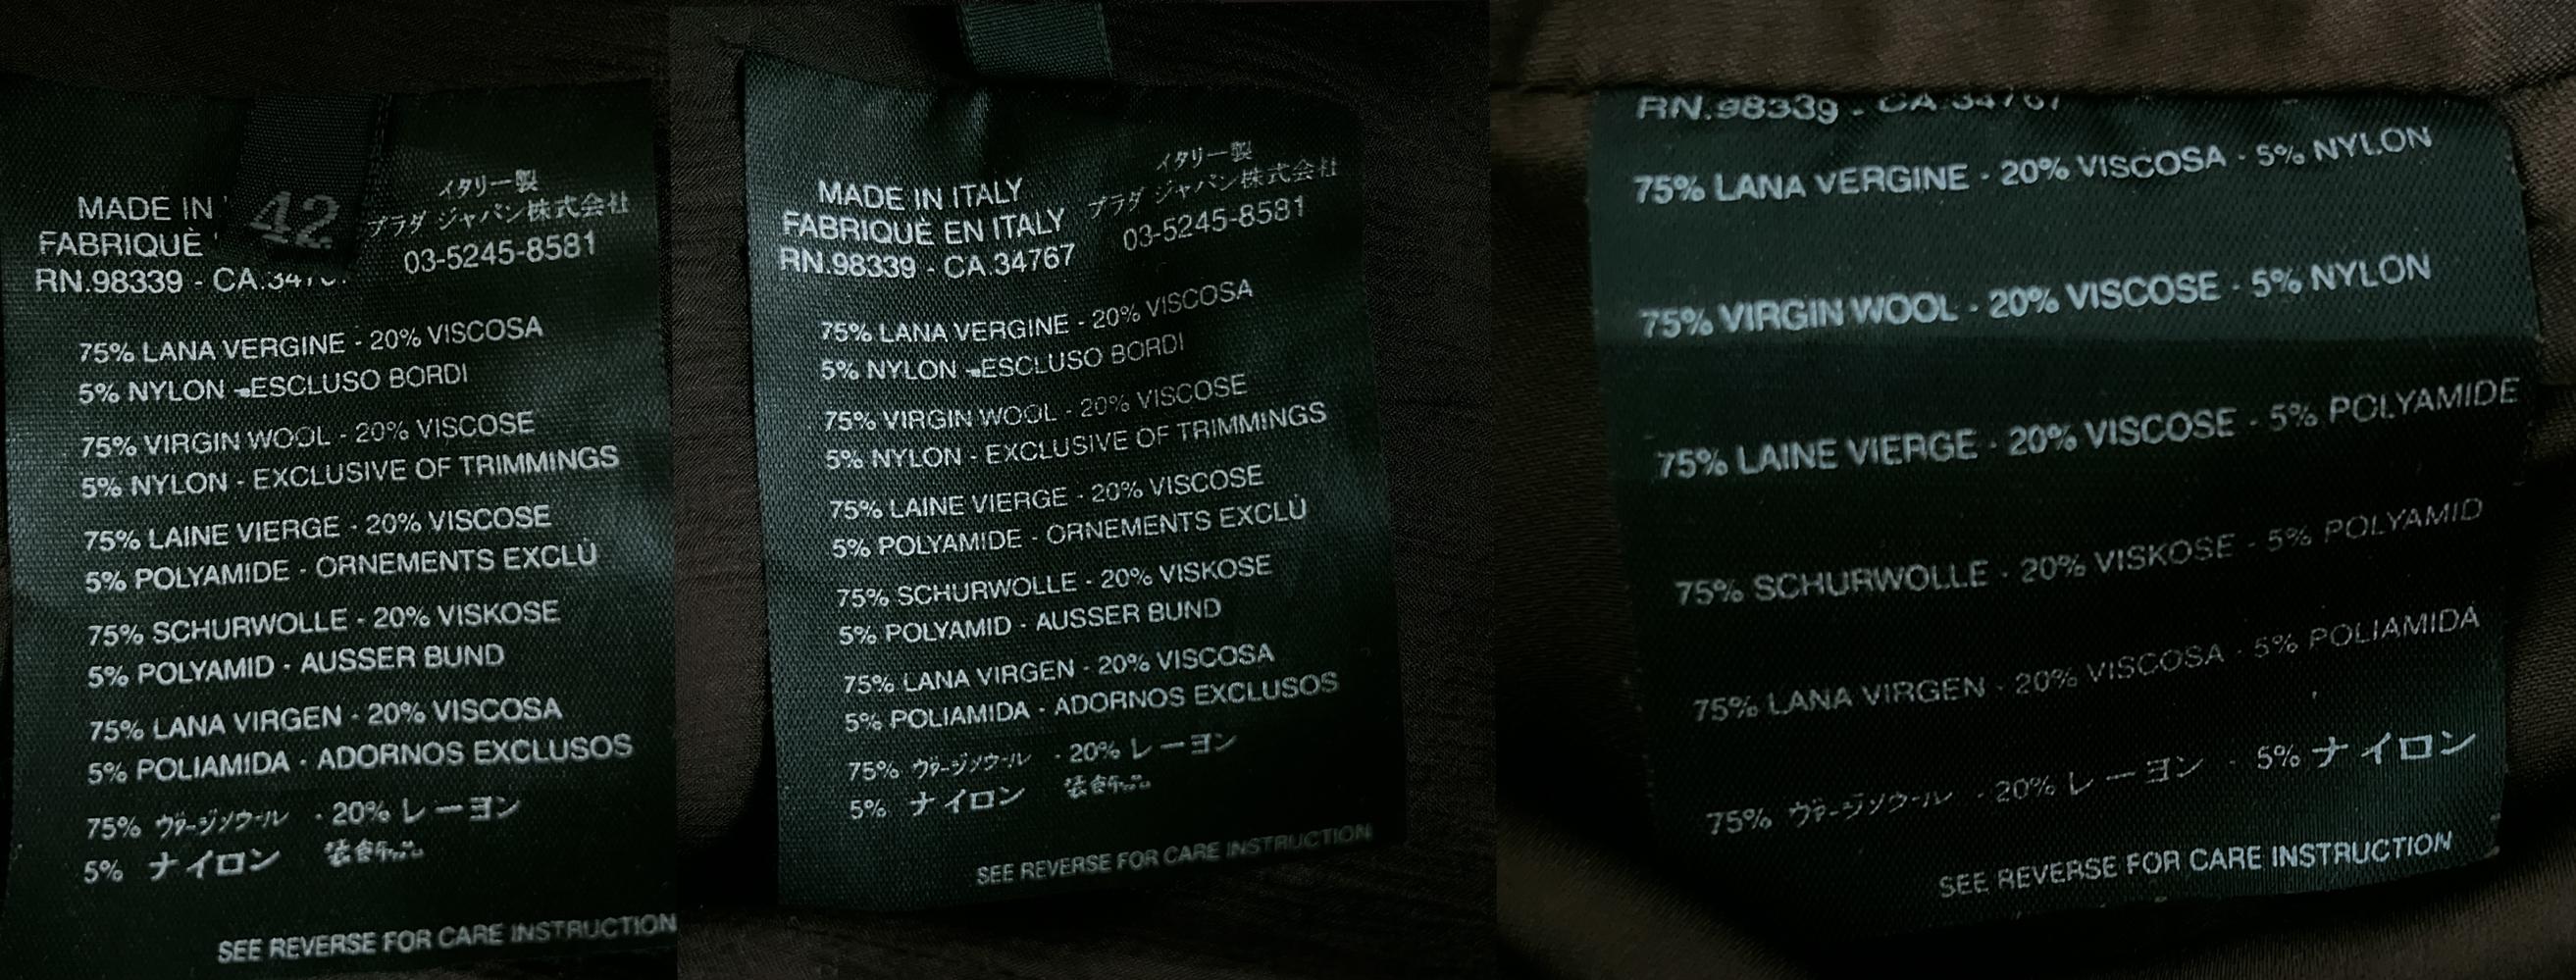 MADE IN
FABRIQUÈ
RN.98339 - CA.
42
イタリー製
プラダ ジャパン株式会社
03-5245-8581
75% LANA VERGINE - 20% VISCOSA
5% NYLON - ESCLUSO BORDI
75% VIRGIN WOOL - 20% VISCOSE
5% NYLON - EXCLUSIVE OF TRIMMINGS
75% LAINE VIERGE - 20% VISCOSE
5% POLYAMIDE - ORNEMENTS EXCLÙ
75% SCHURWOLLE - 20% VISKOSE
5% POLYAMID - AUSSER BUND
75% LANA VIRGEN - 20% VISCOSA
5% POLIAMIDA - ADORNOS EXCLUSOS
75% ヴァージンウール - 20% レーヨン
5% ナイロン
SEE REVERSE FOR CARE INSTRUCTION
MADE IN ITALY
FABRIQUÈ EN ITALY
RN.98339 - CA.34767
イタリー製
プラダ ジャパン株式会社
03-5245-8581
75% LANA VERGINE - 20% VISCOSA
5% NYLON - ESCLUSO BORDI
75% VIRGIN WOOL - 20% VISCOSE
5% NYLON - EXCLUSIVE OF TRIMMINGS
75% LAINE VIERGE - 20% VISCOSE
5% POLYAMIDE - ORNEMENTS EXCLÙ
75% SCHURWOLLE - 20% VISKOSE
5% POLYAMID - AUSSER BUND
75% LANA VIRGEN - 20% VISCOSA
5% POLIAMIDA - ADORNOS EXCLUSOS
75% ヴァージンウール - 20% レーヨン
5% ナイロン
SEE REVERSE FOR CARE INSTRUCTION
RN.98339 - CA.34767
75% LANA VERGINE - 20% VISCOSA - 5% NYLON
75% VIRGIN WOOL - 20% VISCOSE - 5% NYLON
75% LAINE VIERGE - 20% VISCOSE - 5% POLYAMIDE
75% SCHURWOLLE - 20% VISKOSE - 5% POLYAMID
75% LANA VIRGEN - 20% VISCOSA - 5% POLIAMIDA
75% ヴァージンウール - 20% レーヨン - 5% ナイロン
SEE REVERSE FOR CARE INSTRUCTION